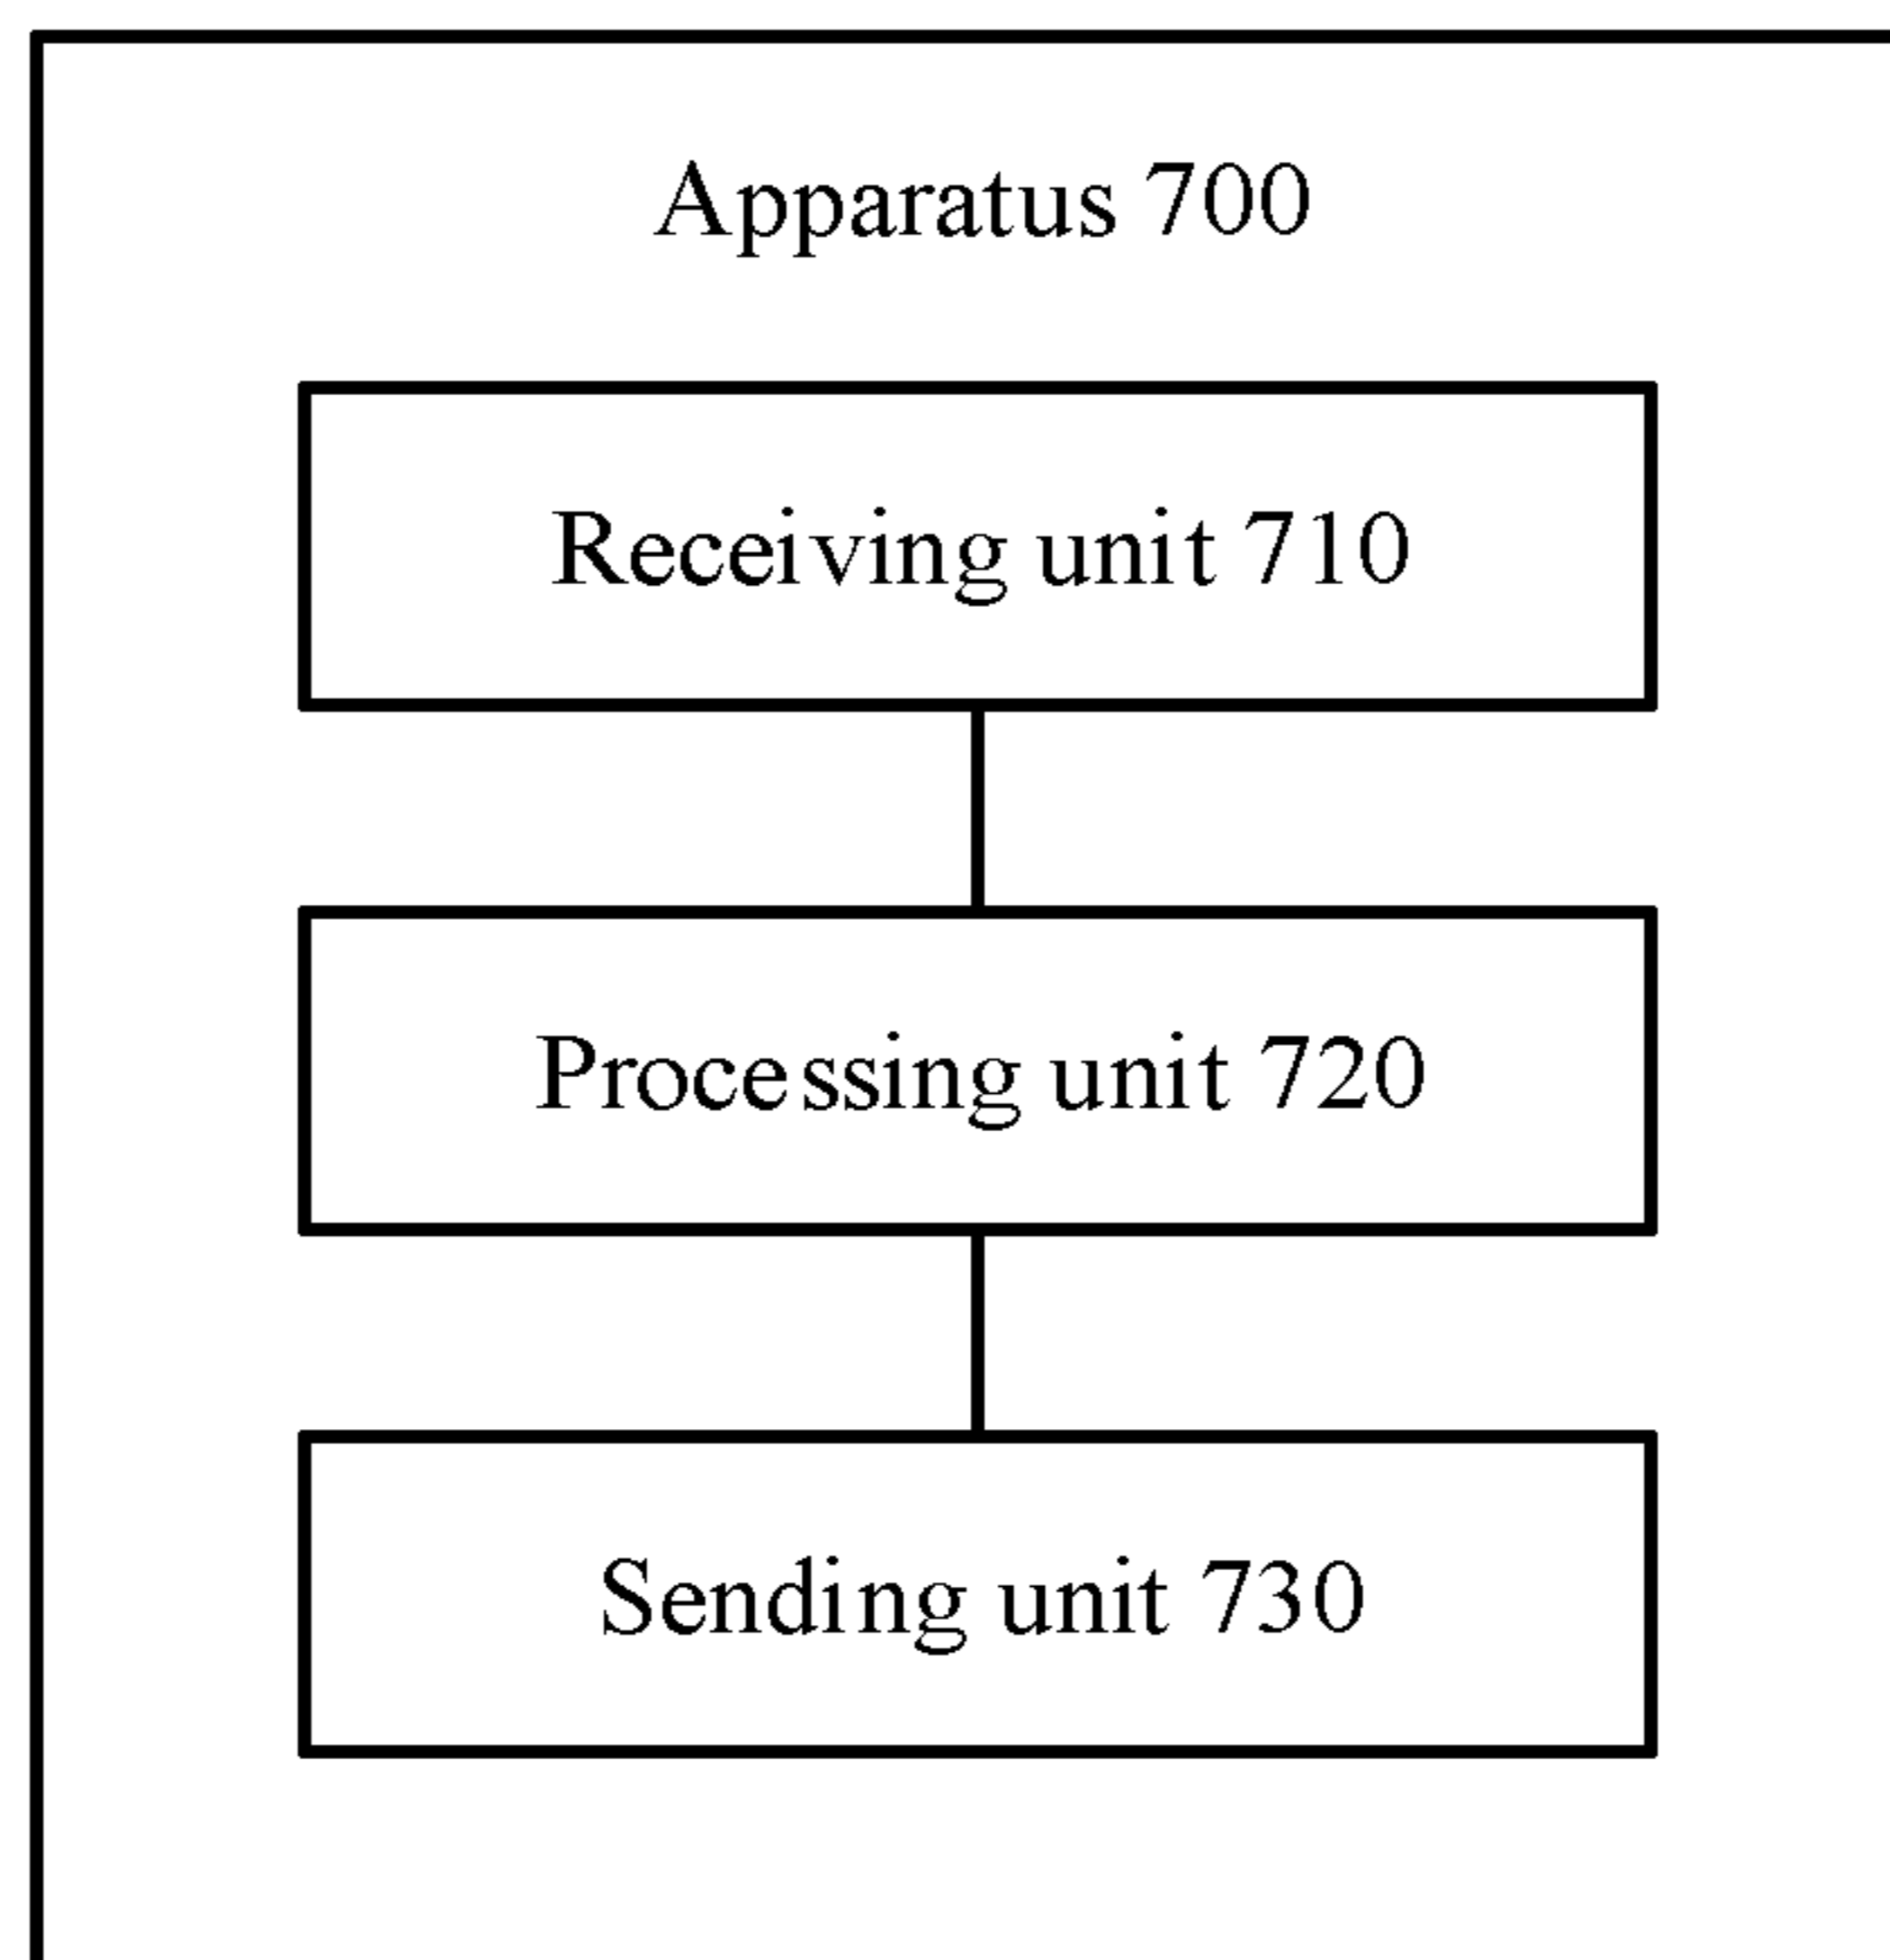 Apparatus 700
Receiving unit 710
Processing unit 720
Sending unit 730